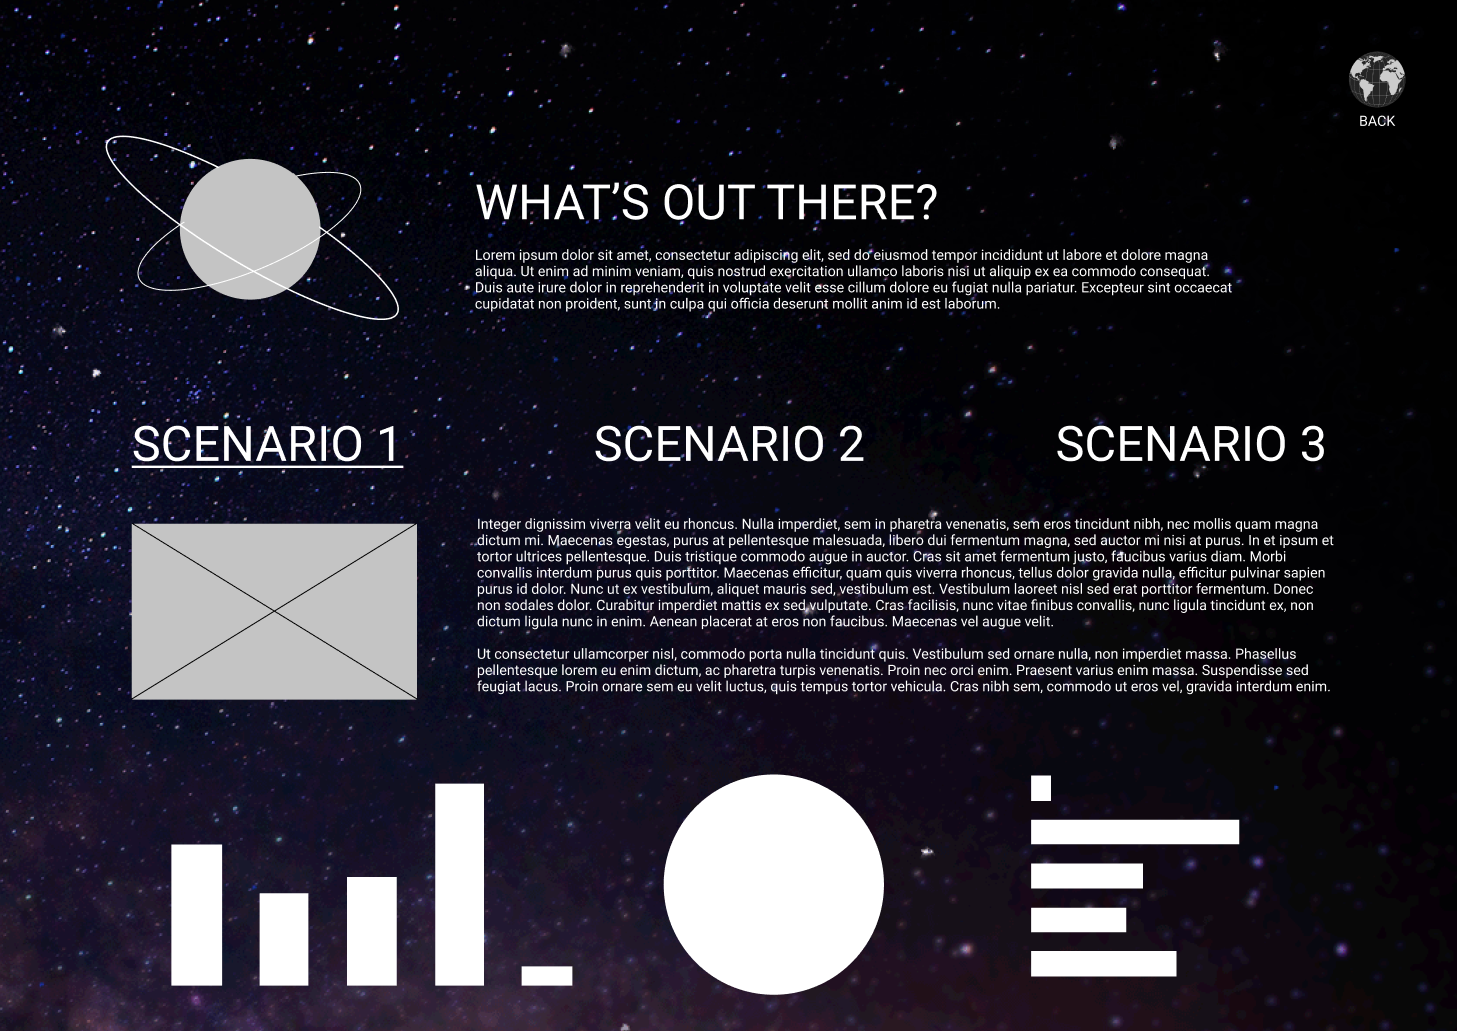 BACK
WHAT’S OUT THERE?
Lorem ipsum dolor sit amet, consectetur adipiscing elit, sed do eiusmod tempor incididunt ut labore et dolore magna
aliqua. Ut enim ad minim veniam, quis nostrud exercitation ullamco laboris nisi ut aliquip ex ea commodo consequat.
Duis aute irure dolor in reprehenderit in voluptate velit esse cillum dolore eu fugiat nulla pariatur. Excepteur sint occaecat
cupidatat non proident, sunt in culpa qui officia deserunt mollit anim id est laborum.
SCENARIO 1
SCENARIO 2
SCENARIO 3
Integer dignissim viverra velit eu rhoncus. Nulla imperdiet, sem in pharetra venenatis, sem eros tincidunt nibh, nec mollis quam magna
dictum mi. Maecenas egestas, purus at pellentesque malesuada, libero dui fermentum magna, sed auctor mi nisi at purus. In et ipsum et
tortor ultrices pellentesque. Duis tristique commodo augue in auctor. Cras sit amet fermentum justo, faucibus varius diam. Morbi
convallis interdum purus quis porttitor. Maecenas efficitur, quam quis viverra rhoncus, tellus dolor gravida nulla, efficitur pulvinar sapien
purus id dolor. Nunc ut ex vestibulum, aliquet mauris sed, vestibulum est. Vestibulum laoreet nisl sed erat porttitor fermentum. Donec
non sodales dolor. Curabitur imperdiet mattis ex sed vulputate. Cras facilisis, nunc vitae finibus convallis, nunc ligula tincidunt ex, non
dictum ligula nunc in enim. Aenean placerat at eros non faucibus. Maecenas vel augue velit.
Ut consectetur ullamcorper nisl, commodo porta nulla tincidunt quis. Vestibulum sed ornare nulla, non imperdiet massa. Phasellus
pellentesque lorem eu enim dictum, ac pharetra turpis venenatis. Proin nec orci enim. Praesent varius enim massa. Suspendisse sed
feugiat lacus. Proin ornare sem eu velit luctus, quis tempus tortor vehicula. Cras nibh sem, commodo ut eros vel, gravida interdum enim.